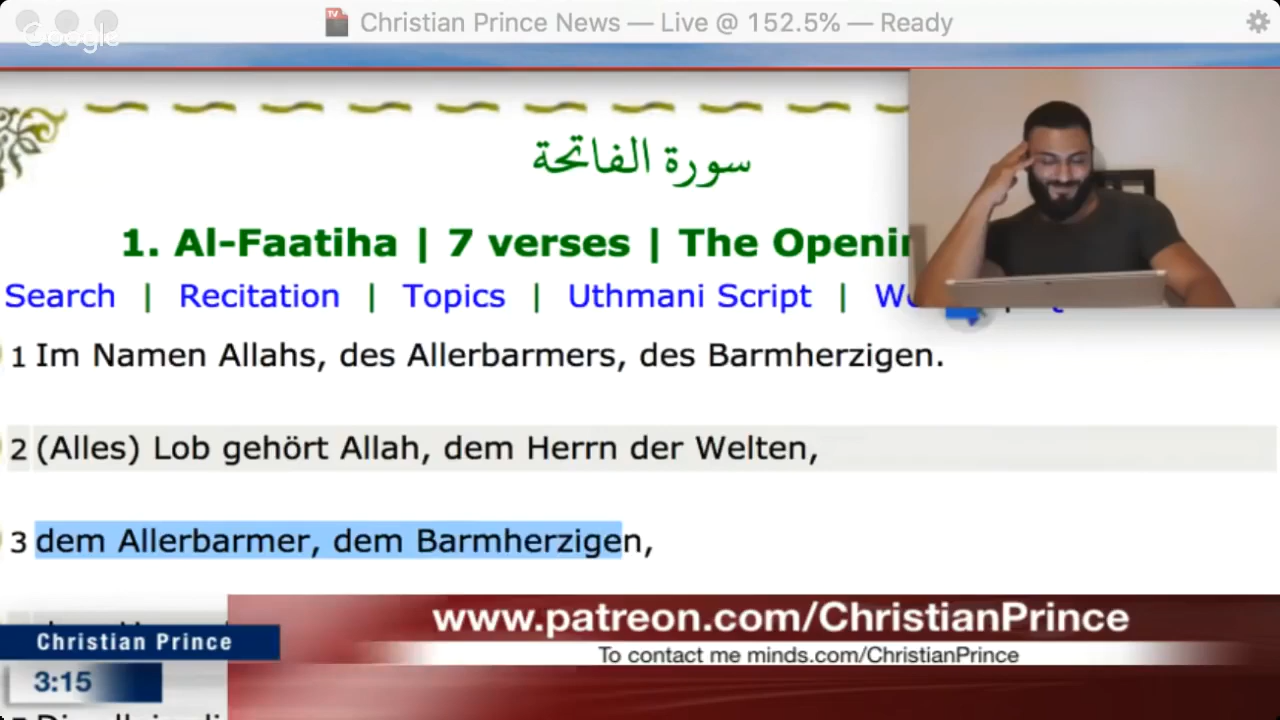 Christian Prince News — Live @ 152.5% — Ready
Google
سورة الفاتحة
1. Al-Faatiha | 7 verses | The Openin
Search | Recitation | Topics | Uthmani Script |
1 Im Namen Allahs, des Allerbarmers, des Barmherzigen.
2 (Alles) Lob gehört Allah, dem Herrn der Welten,
3 dem Allerbarmer, dem Barmherzigen,
www.patreon.com/ChristianPrince
Christian Prince
To contact me minds.com/ChristianPrince
3:15